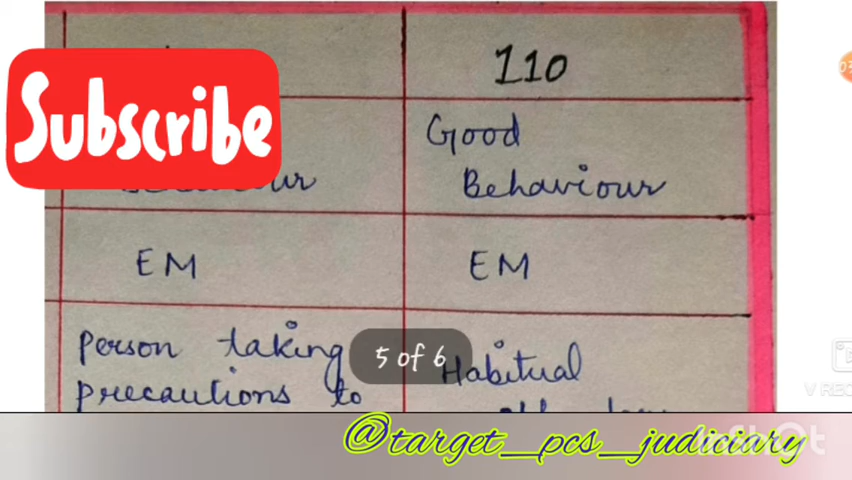 110
Subscribe
Good
Behaviour
EM
EM
person taking
precautions to
Habitual
5 of 6
@target_pcs_judiciary